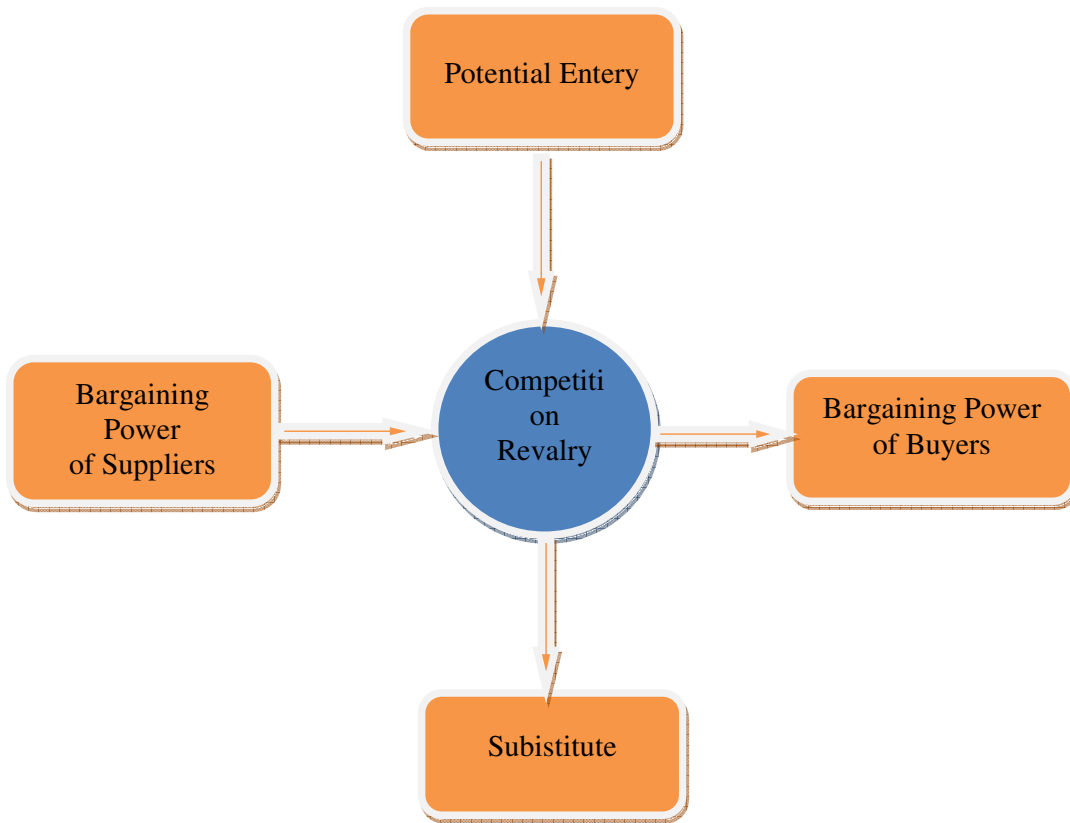 Potential Entery
Bargaining
Power
of Suppliers
Competiti
on
Revalry
Bargaining Power
of Buyers
Subistitute